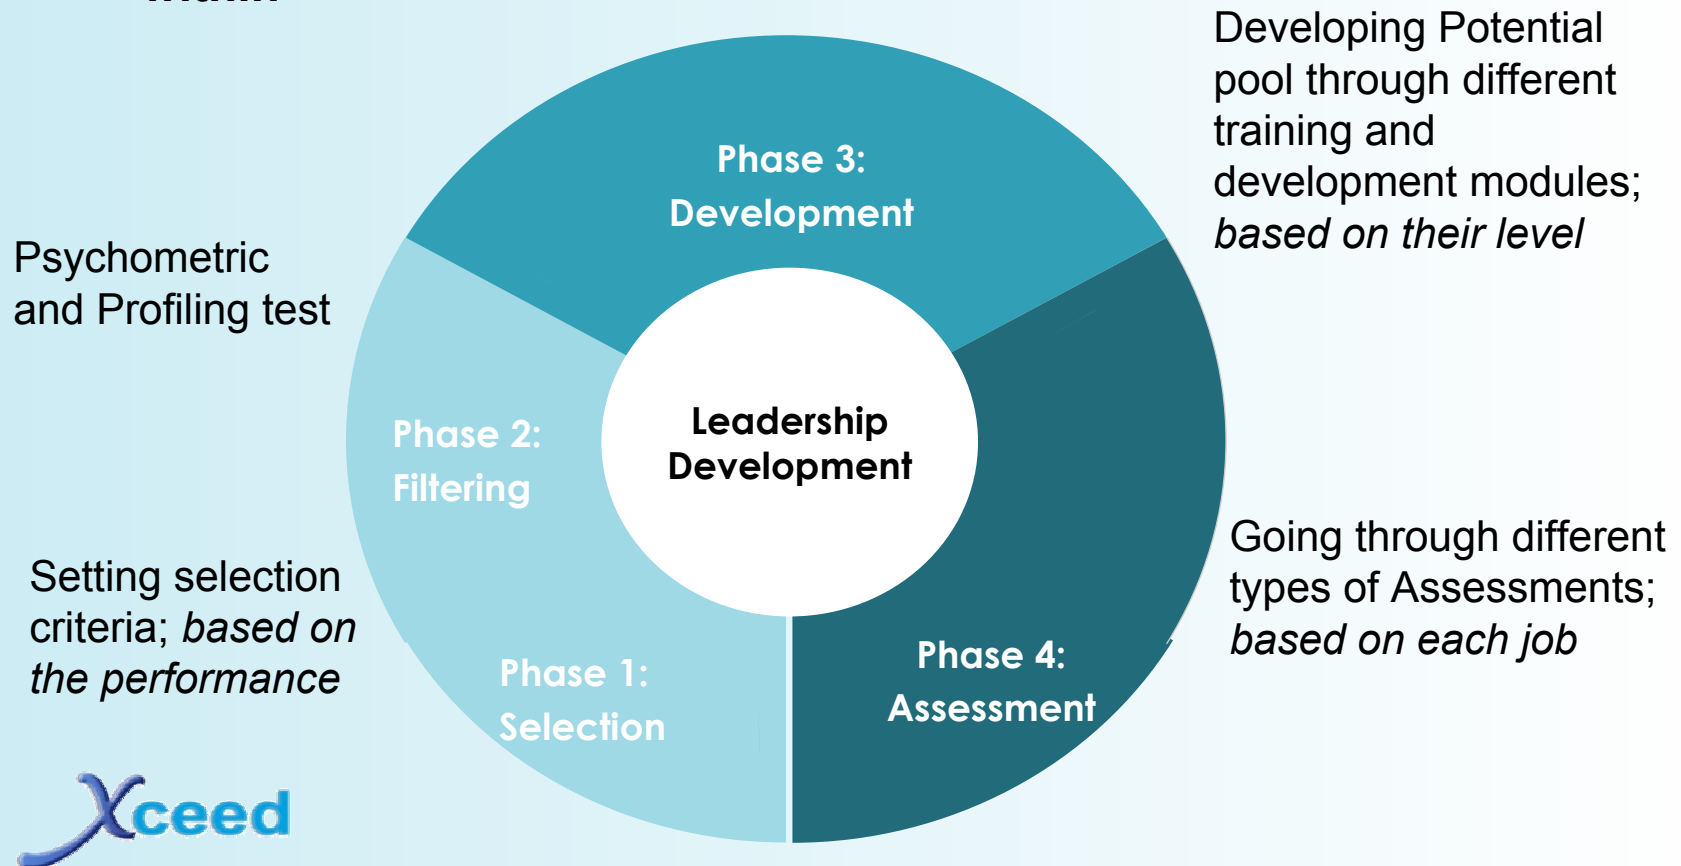 Developing Potential
pool through different
training and
development modules;
based on their level
Phase 3:
Development
Psychometric
and Profiling test
Phase 2:
Filtering
Leadership
Development
Setting selection
criteria; based on
the performance
Phase 1:
Selection
Going through different
types of Assessments;
based on each job
Phase 4:
Assessment
Xceed